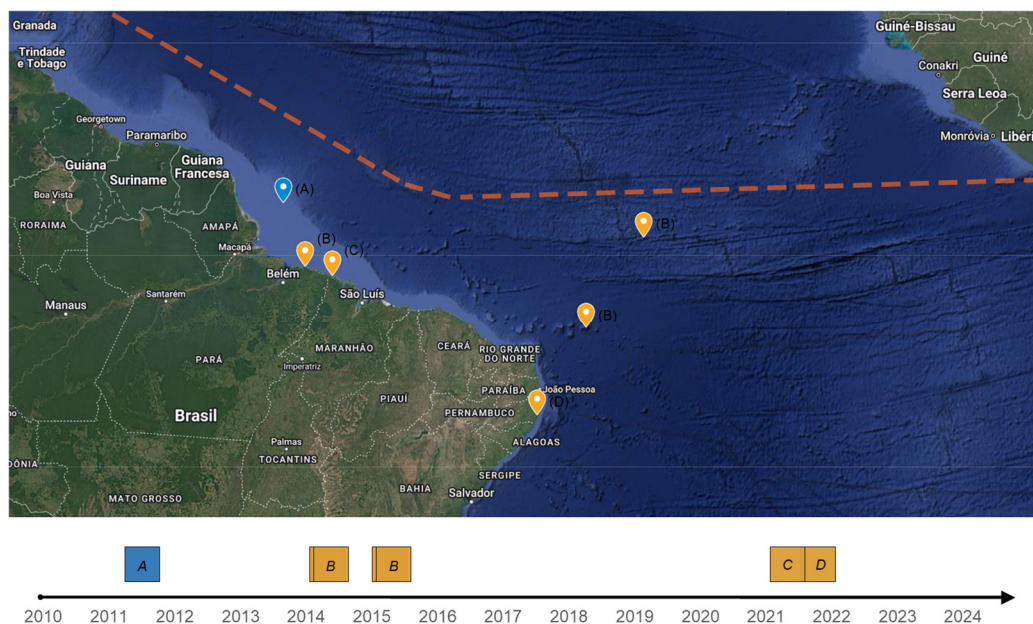 Granada
Trindade
e Tobago
Guiné-Bissau
Guiné
Conakri
Serra Leoa
Monróvia
Libéri
Georgetown
Paramaribo
Guiana
Suriname
Guiana
Francesa
Boa Vista
RORAIMA
AMAPÁ
Macapá
(A)
(B)
(C)
(B)
Belém
São Luís
Manaus
Santarém
(B)
MARANHÃO
CEARÁ
RIO GRANDE
DO NORTE
PARÁ
Imperatriz
PARAÍBA
João Pessoa
(D)
PIAUÍ
PERNAMBUCO
Brasil
ALAGOAS
Palmas
TOCANTINS
SERGIPE
DÔNIA
BAHIA
MATO GROSSO
Salvador
A
B
B
C
D
2010 2011 2012 2013 2014 2015 2016 2017 2018 2019 2020 2021 2022 2023 2024